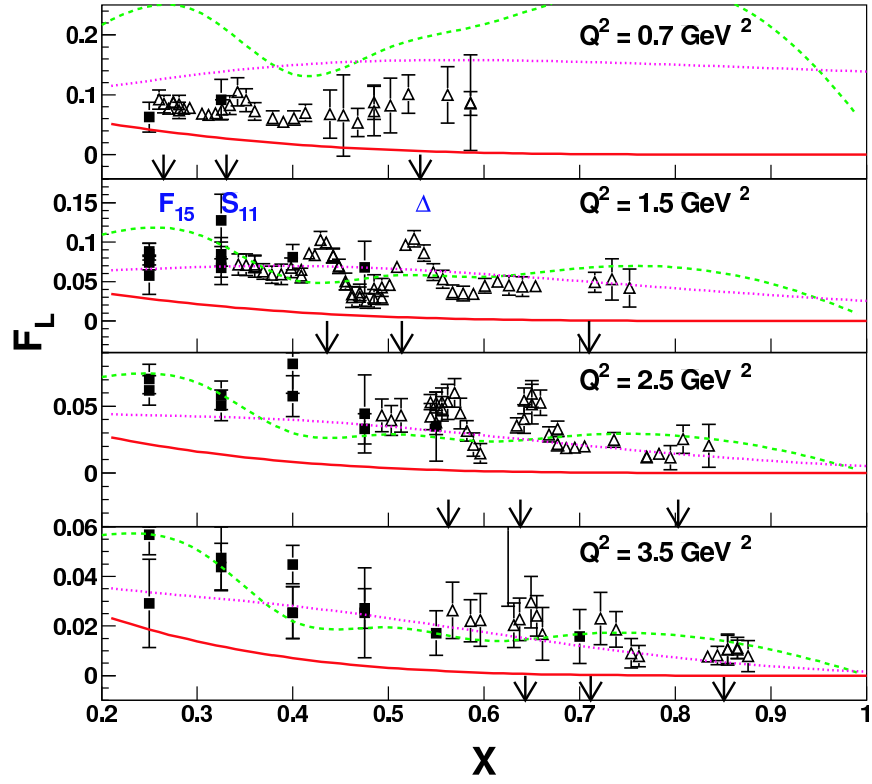 Q² = 0.7 GeV ²
0.2
0.1
0
F₁₅ S₁₁ Δ
Q² = 1.5 GeV ²
0.15
0.1
0.05
0
Q² = 2.5 GeV ²
0.05
0
Q² = 3.5 GeV ²
0.06
0.04
0.02
0
F_L
0.2 0.3 0.4 0.5 0.6 0.7 0.8 0.9 1
X